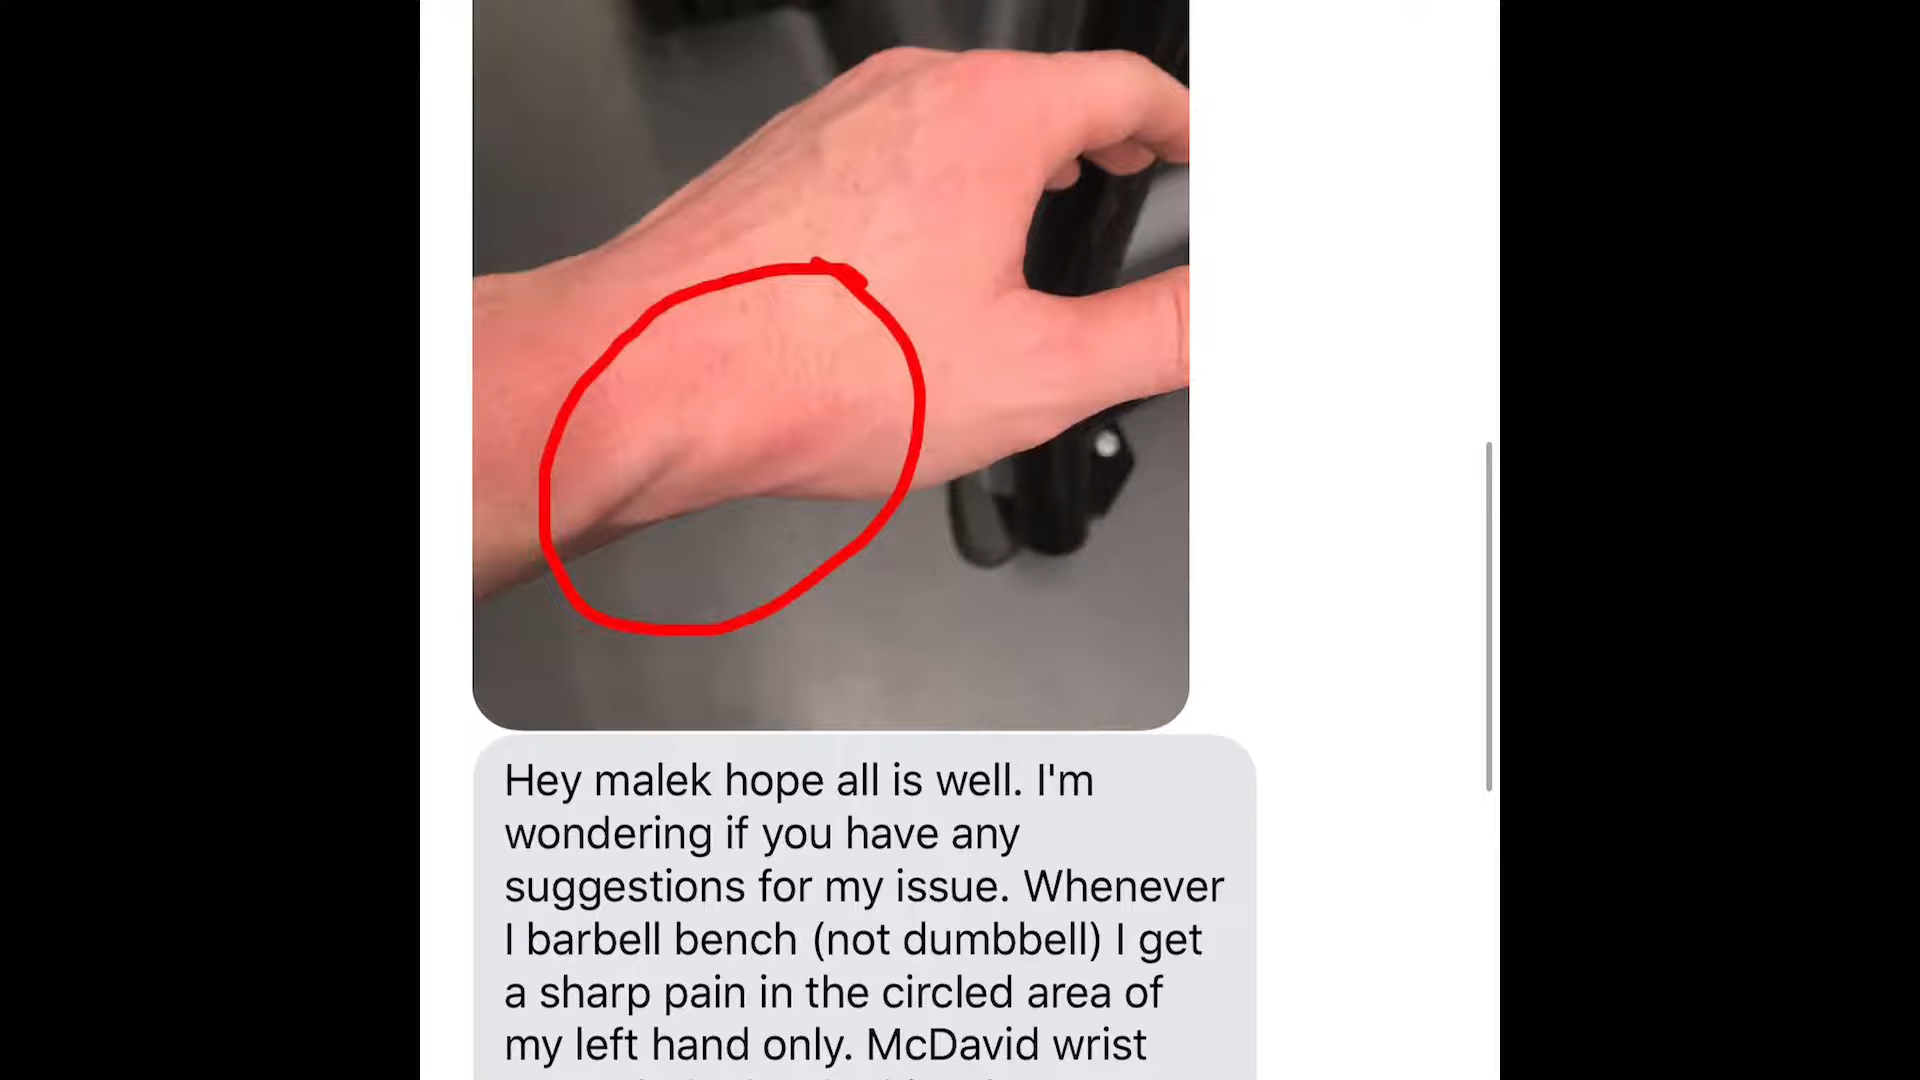 Hey malek hope all is well. I'm
wondering if you have any
suggestions for my issue. Whenever
I barbell bench (not dumbbell) I get
a sharp pain in the circled area of
my left hand only. McDavid wrist